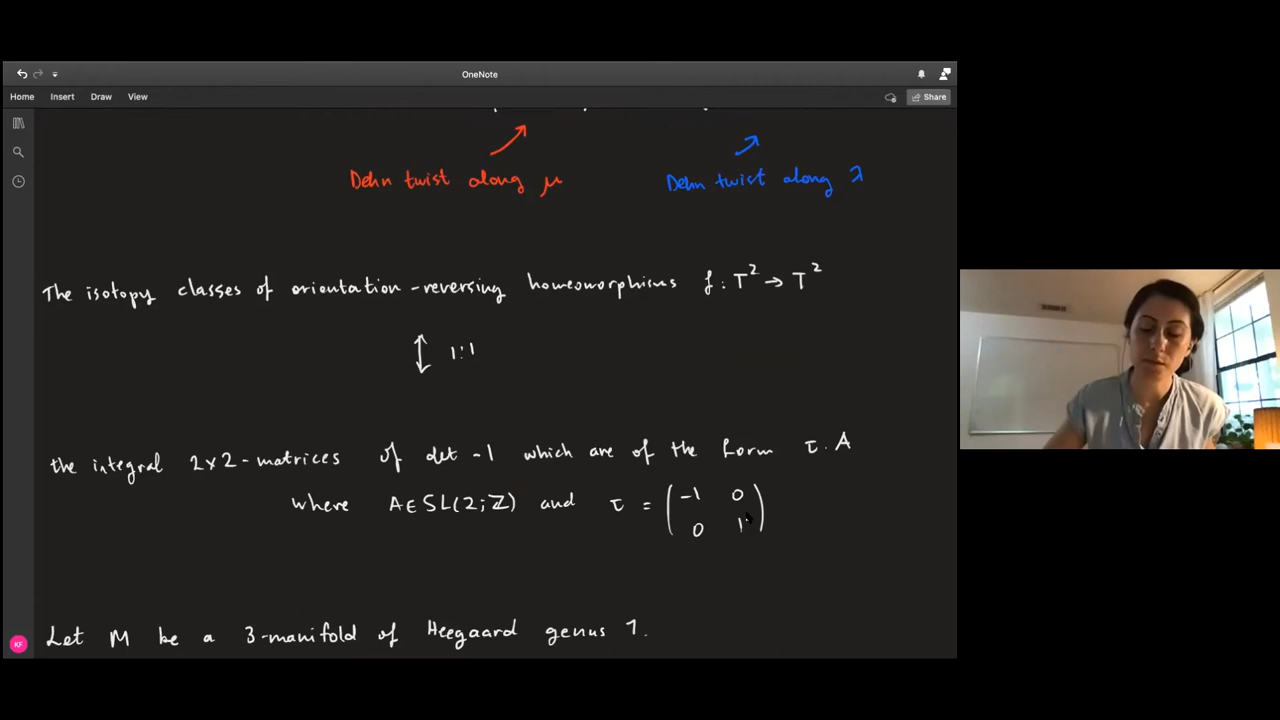 OneNote
Home Insert Draw View Share
Dehn twist along μ Dehn twist along λ
The isotopy classes of orientation-reversing homeomorphisms f : T² → T²
↕ 1:1
the integral 2×2-matrices of det -1 which are of the form τ. A
where A ∈ SL(2; ℤ) and τ = ( -1 0
0 1 )
Let M be a 3-manifold of Heegaard genus 1.
KF